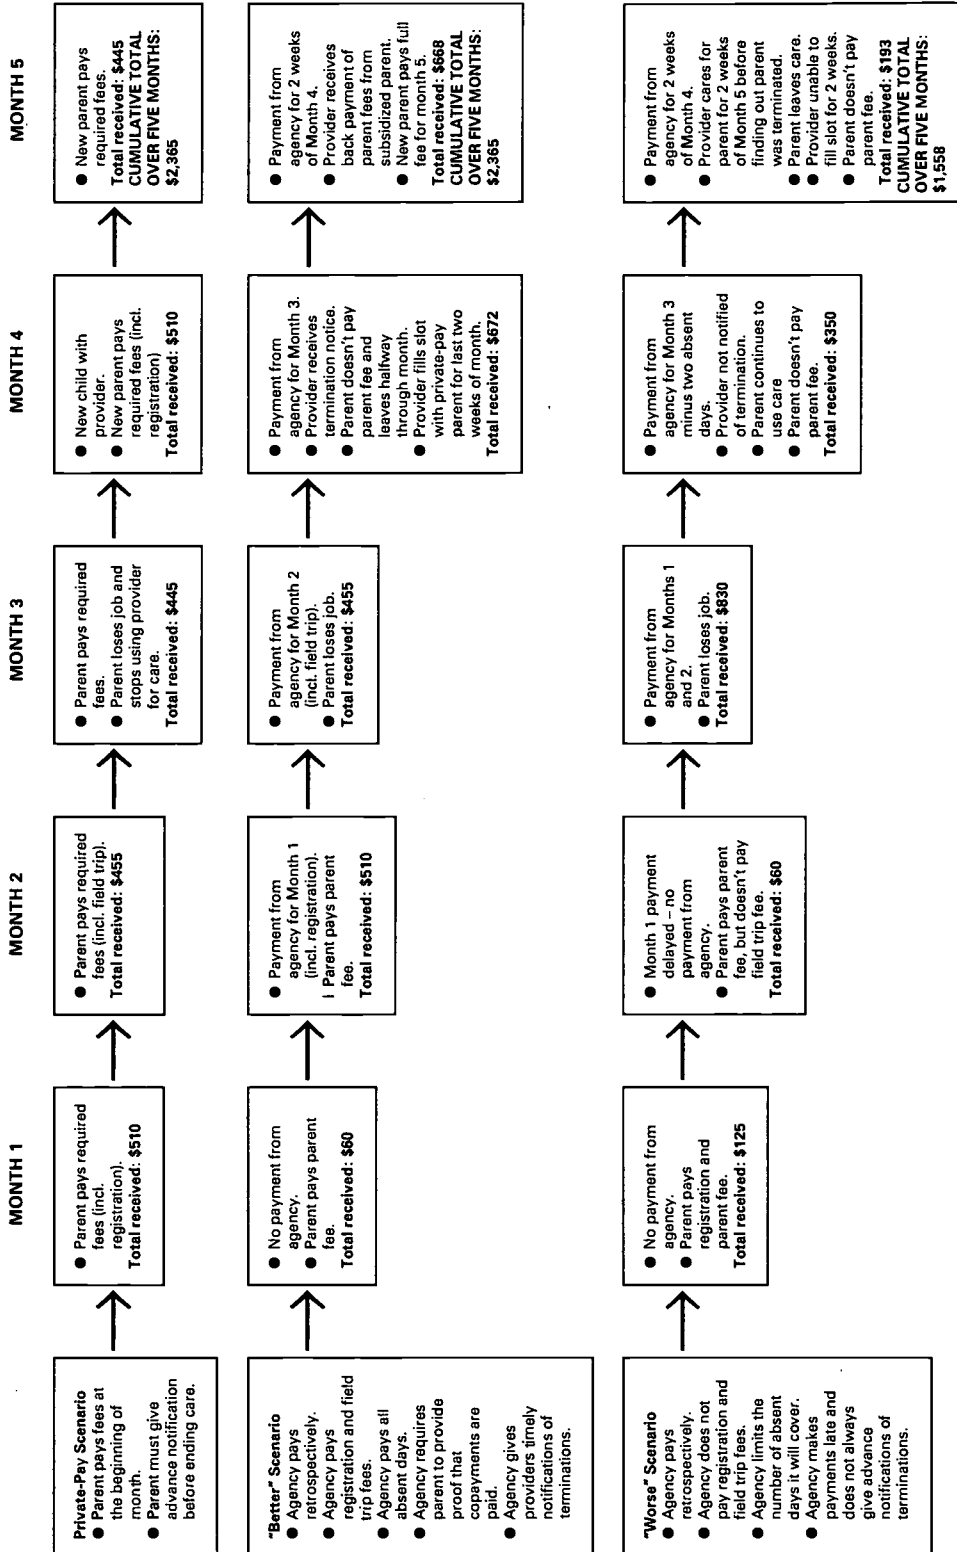 MONTH 1
MONTH 2
MONTH 3
MONTH 4
MONTH 5
Private-Pay Scenario
● Parent pays fees at
the beginning of
month.
● Parent must give
advance notification
before ending care.
● Parent pays required
fees (incl.
registration).
Total received: $510
● Parent pays required
fees (incl. field trip).
Total received: $455
● Parent pays required
fees.
● Parent loses job and
stops using provider
for care.
Total received: $445
● New child with
provider.
● New parent pays
required fees (incl.
registration)
Total received: $510
● New parent pays
required fees.
Total received: $445
CUMULATIVE TOTAL
OVER FIVE MONTHS:
$2,365
"Better" Scenario
● Agency pays
retrospectively.
● Agency pays
registration and field
trip fees.
● Agency pays all
absent days.
● Agency requires
parent to provide
proof that
copayments are
paid.
● Agency gives
providers timely
notifications of
terminations.
● No payment from
agency.
● Parent pays parent
fee.
Total received: $60
● Payment from
agency for Month 1
(incl. registration).
Parent pays parent
fee.
Total received: $510
● Payment from
agency for Month 2
(incl. field trip).
● Parent loses job.
Total received: $455
● Payment from
agency for Month 3.
● Provider receives
termination notice.
● Parent doesn't pay
parent fee and
leaves halfway
through month.
● Provider fills slot
with private-pay
parent for last two
weeks of month.
Total received: $672
● Payment from
agency for 2 weeks
of Month 4.
● Provider receives
back payment of
parent fees from
subsidized parent.
● New parent pays full
fee for month 5.
Total received: $668
CUMULATIVE TOTAL
OVER FIVE MONTHS:
$2,365
"Worse" Scenario
● Agency pays
retrospectively.
● Agency does not
pay registration and
field trip fees.
● Agency limits the
number of absent
days it will cover.
● Agency makes
payments late and
does not always
give advance
notifications of
terminations.
● No payment from
agency.
● Parent pays
registration and
parent fee.
Total received: $125
● Month 1 payment
delayed – no
payment from
agency.
● Parent pays parent
fee, but doesn't pay
field trip fee.
Total received: $60
● Payment from
agency for Months 1
and 2.
● Parent loses job.
Total received: $830
● Payment from
agency for Month 3
minus two absent
days.
● Provider not notified
of termination.
● Parent continues to
use care
● Parent doesn't pay
parent fee.
Total received: $350
● Payment from
agency for 2 weeks
of Month 4.
● Provider cares for
parent for 2 weeks
of Month 5 before
finding out parent
was terminated.
● Parent leaves care.
● Provider unable to
fill slot for 2 weeks.
● Parent doesn't pay
parent fee.
Total received: $193
CUMULATIVE TOTAL
OVER FIVE MONTHS:
$1,558